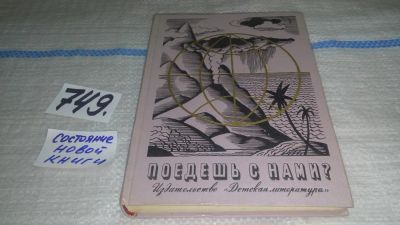 749.
состояние
новой
книги
ПОЕДЕШЬ С НАМИ?
Издательство «Детская литература»